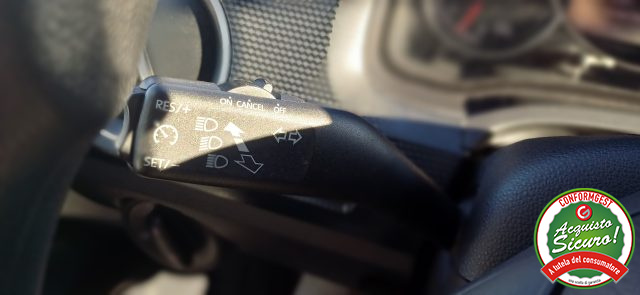 RES/+
ON CANCEL OFF
SET/-
CONFORMGEST
Acquisto
Sicuro!
A tutela del consumatore